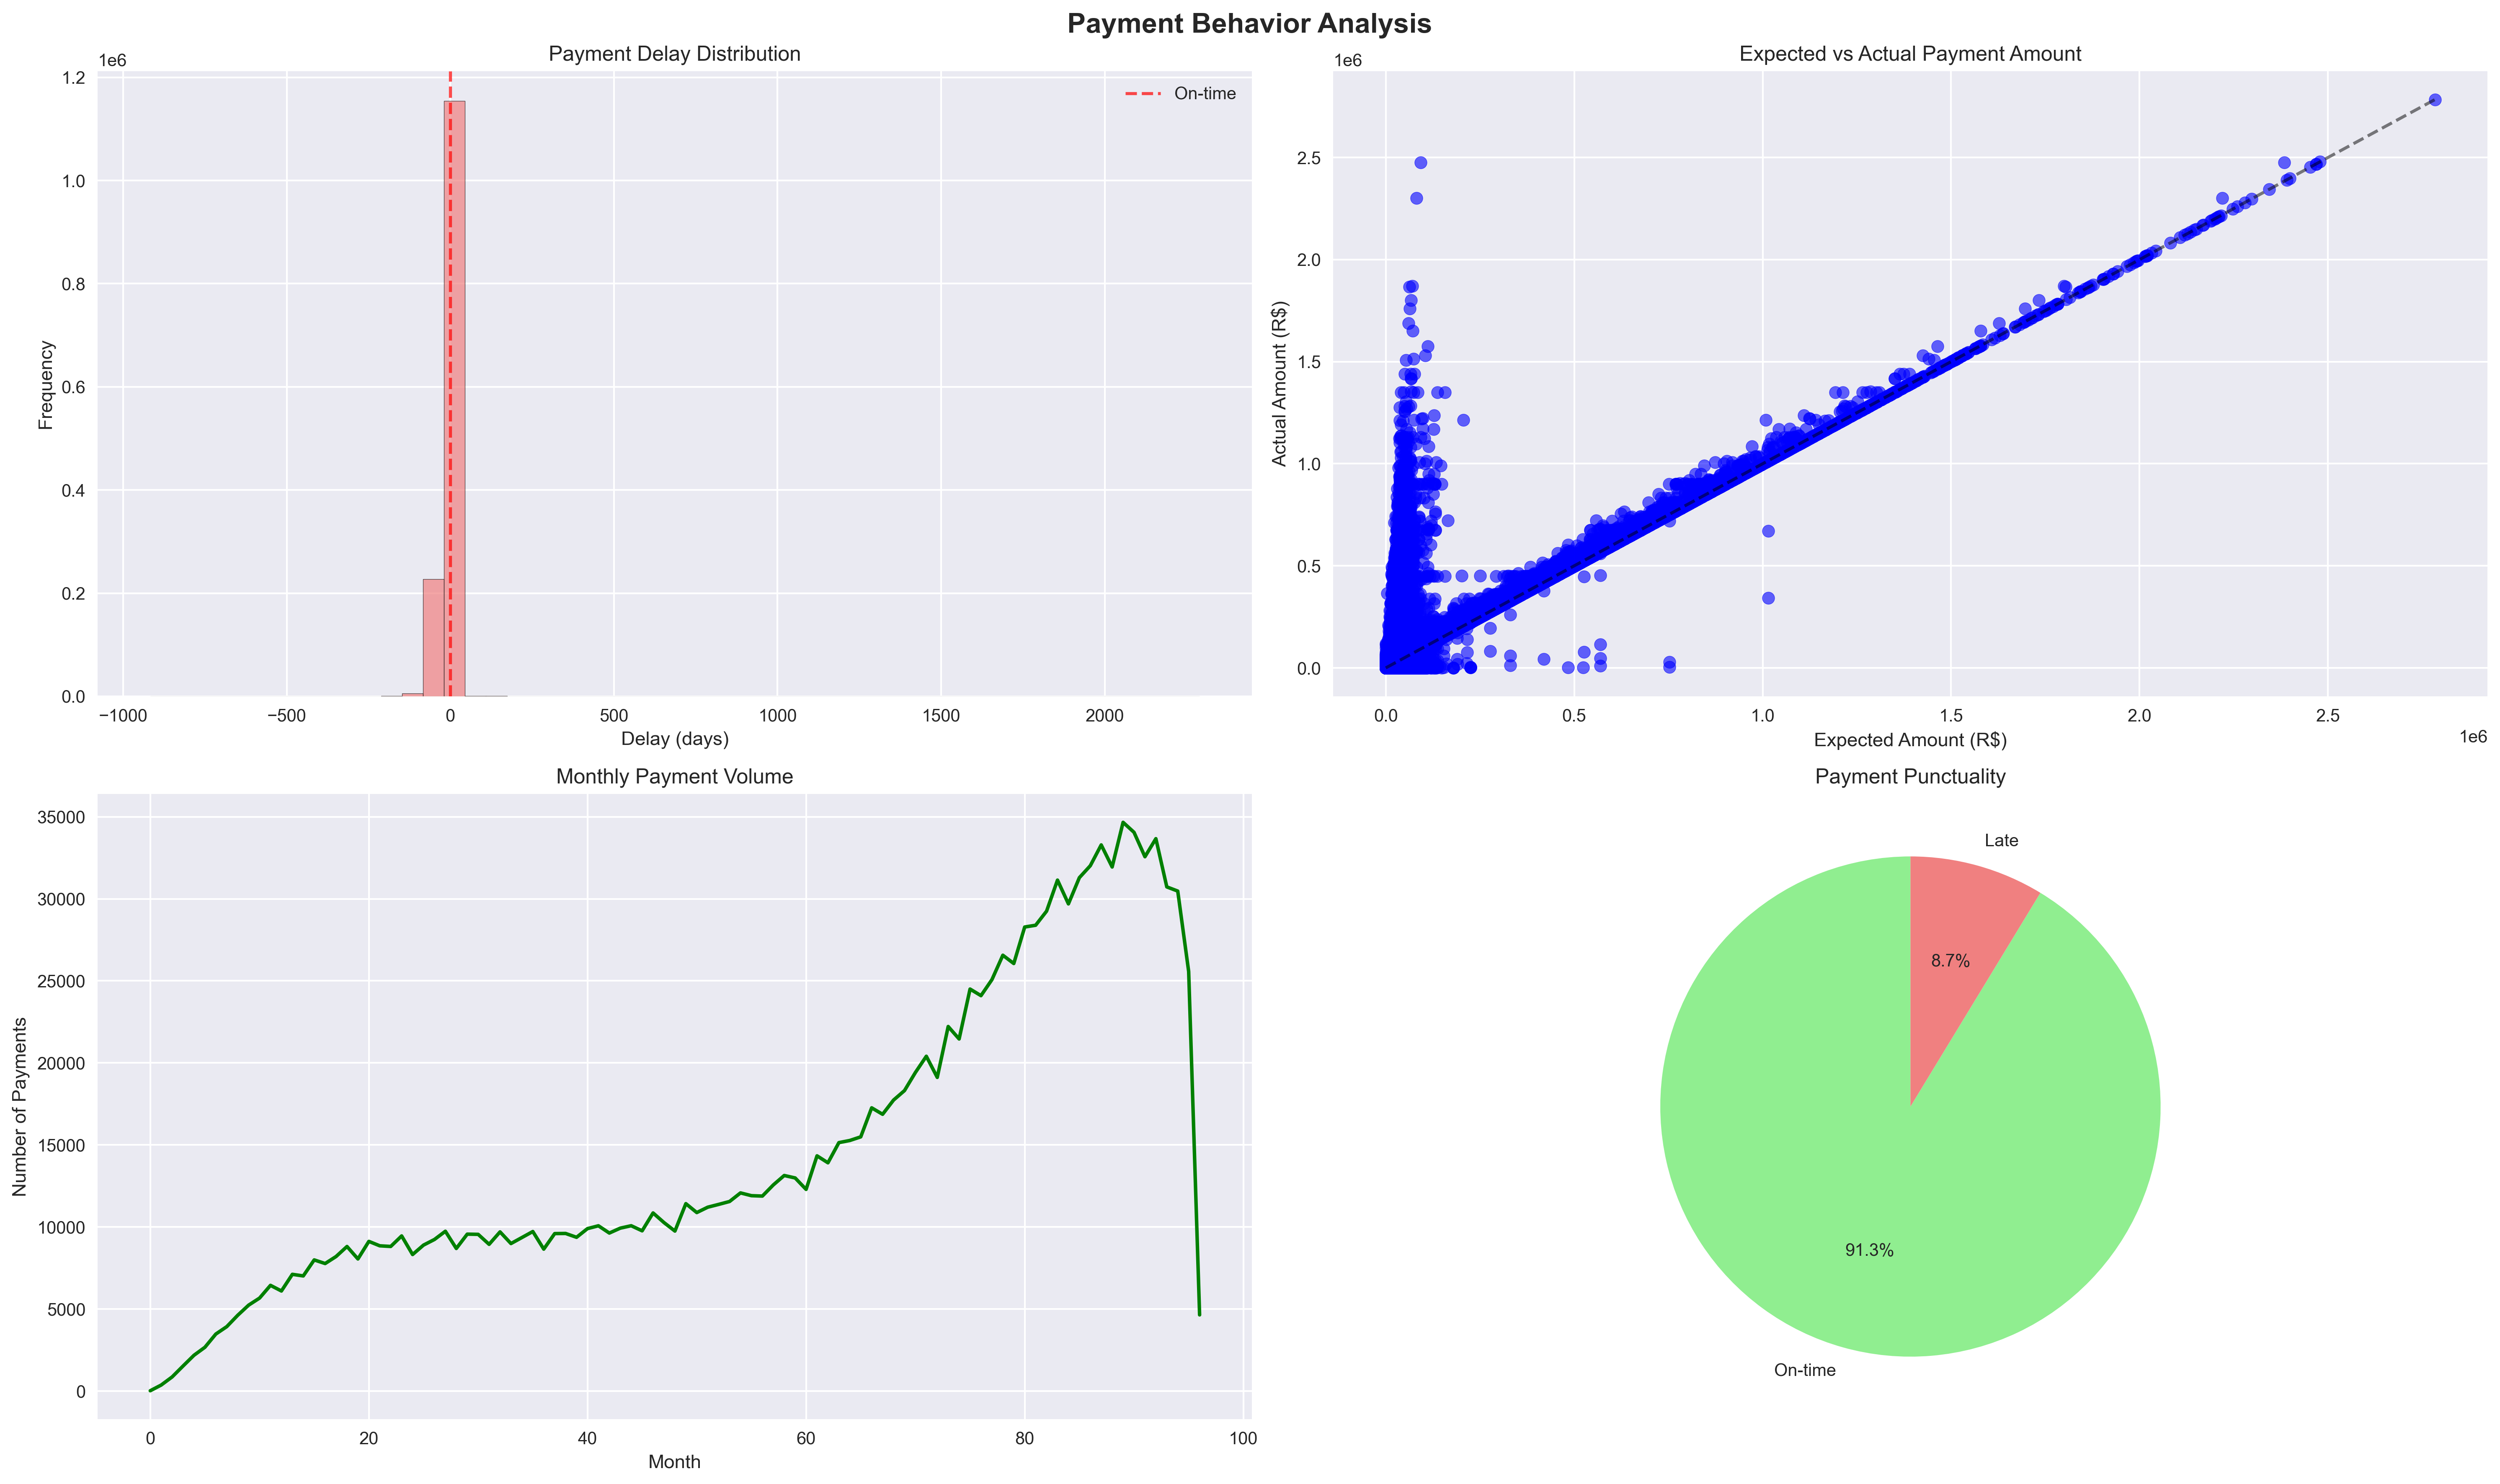 Payment Behavior Analysis
Payment Delay Distribution
1e6
1.2
1.0
0.8
0.6
0.4
0.2
0.0
Frequency
On-time
−1000
−500
0
500
1000
1500
2000
Delay (days)
Expected vs Actual Payment Amount
1e6
2.5
2.0
1.5
1.0
0.5
0.0
Actual Amount (R$)
0.0
0.5
1.0
1.5
2.0
2.5
1e6
Expected Amount (R$)
Monthly Payment Volume
35000
30000
25000
20000
15000
10000
5000
0
Number of Payments
0
20
40
60
80
100
Month
Payment Punctuality
Late
8.7%
91.3%
On-time